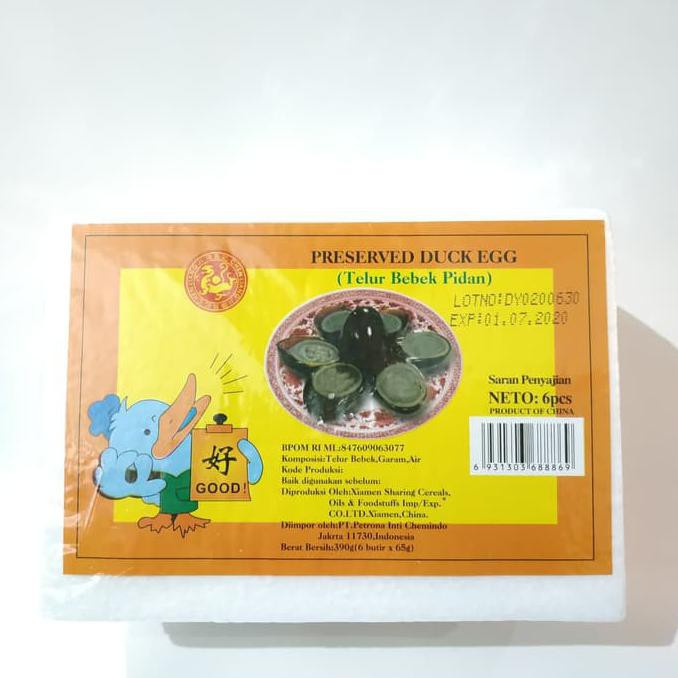 PRESERVED DUCK EGG
(Telur Bebek Pidan)
LOTNO:DY0200630
EXP:01.07.2020
Saran Penyajian
NETO: 6pcs
PRODUCT OF CHINA
6 931303 688869
好
GOOD!
BPOM RI ML:847609063077
Komposisi:Telur Bebek,Garam,Air
Kode Produksi:
Baik digunakan sebelum:
Diproduksi Oleh:Xiamen Sharing Cereals,
Oils & Foodstuffs Imp/Exp.
CO.LTD.Xiamen,China.
Diimpor oleh:PT.Petrona Inti Chemindo
Jakrta 11730,Indonesia
Berat Bersih:390g(6 butir x 65g)